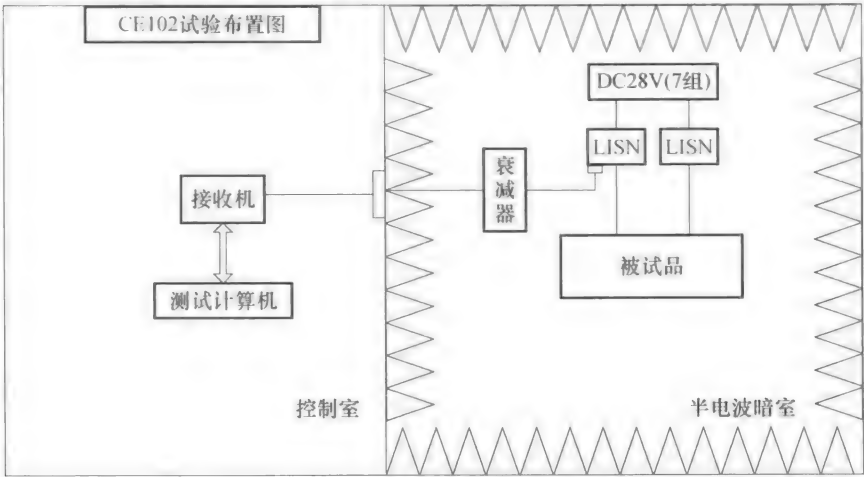 CE102试验布置图
DC28V(7组)
LISN
LISN
衰减器
接收机
被试品
测试计算机
控制室
半电波暗室